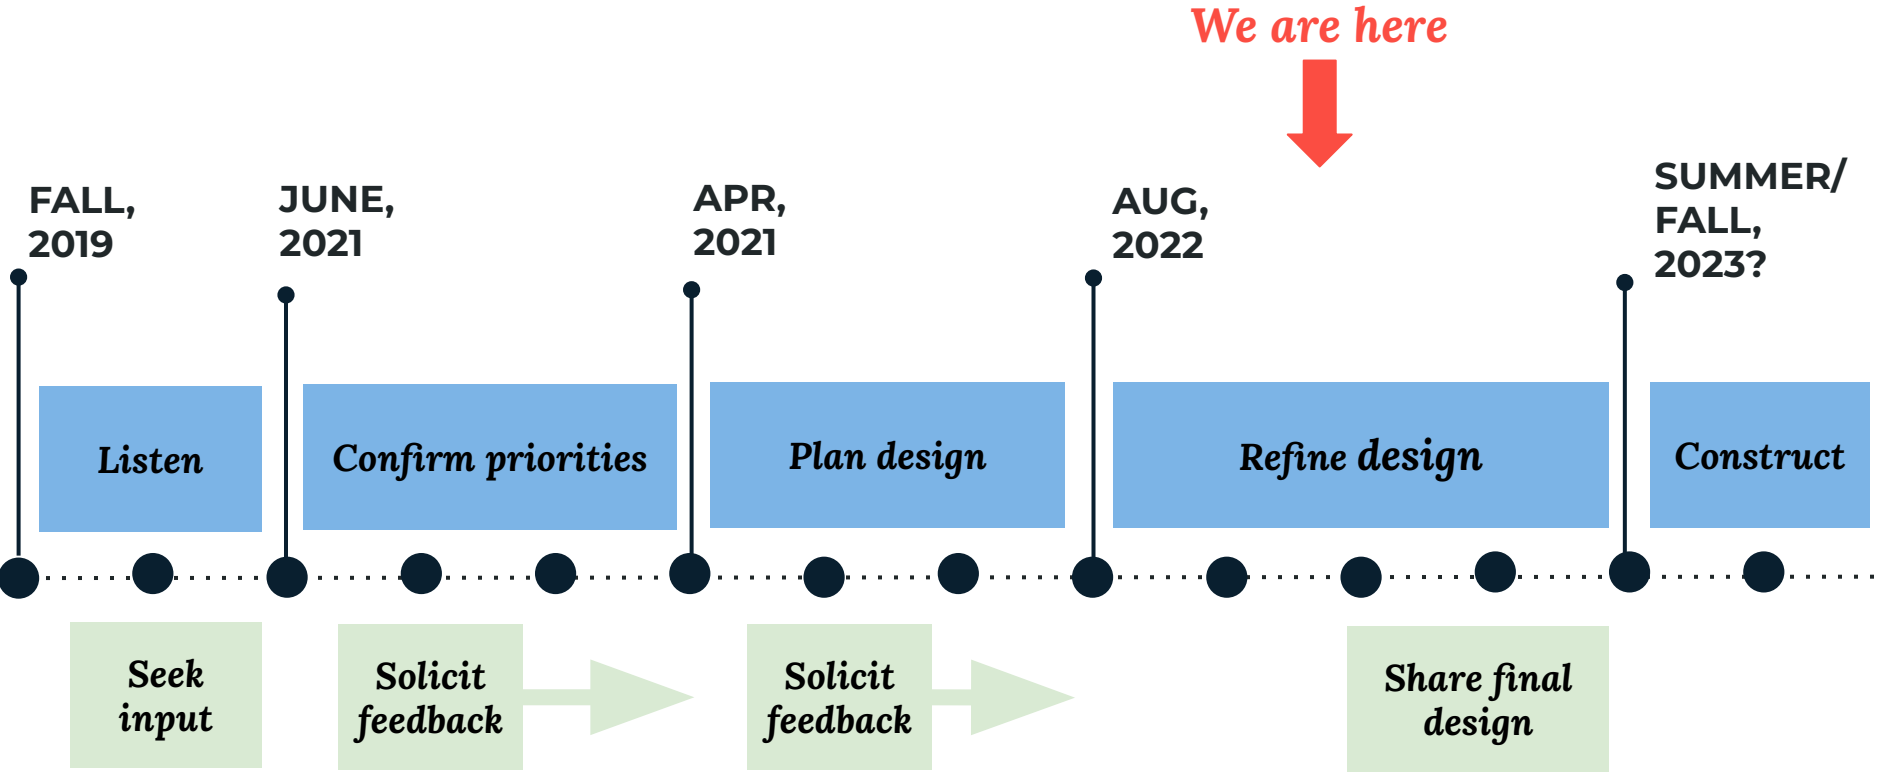 We are here
FALL,
2019
JUNE,
2021
APR,
2021
AUG,
2022
SUMMER/
FALL,
2023?
Listen
Confirm priorities
Plan design
Refine design
Construct
Seek
input
Solicit
feedback
Solicit
feedback
Share final
design